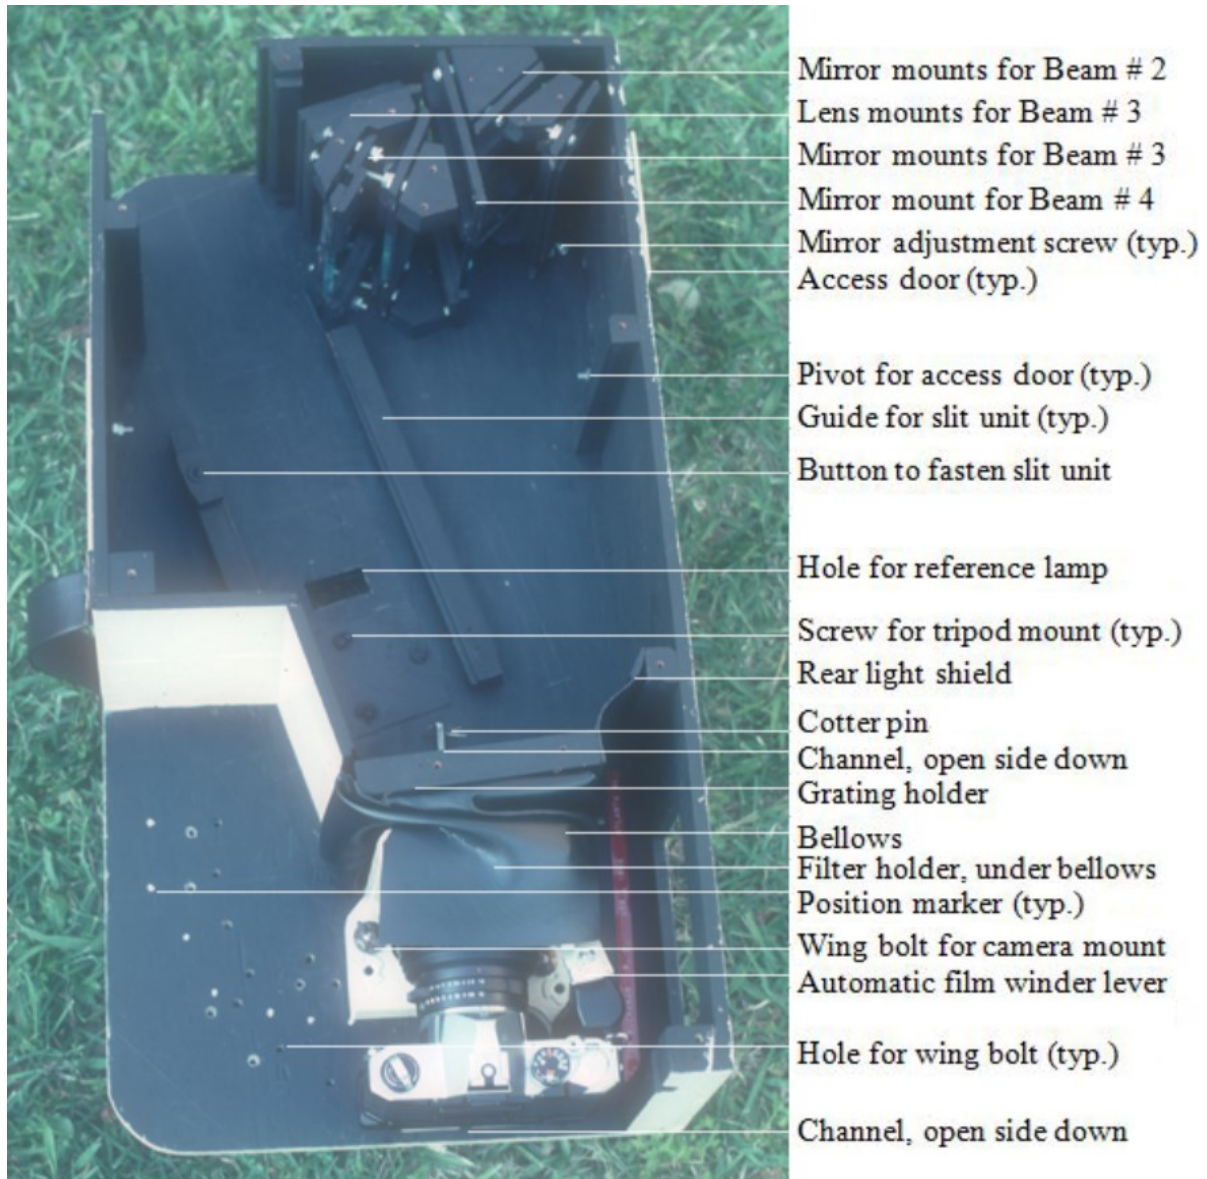 Mirror mounts for Beam # 2
Lens mounts for Beam # 3
Mirror mounts for Beam # 3
Mirror mount for Beam # 4
Mirror adjustment screw (typ.)
Access door (typ.)
Pivot for access door (typ.)
Guide for slit unit (typ.)
Button to fasten slit unit
Hole for reference lamp
Screw for tripod mount (typ.)
Rear light shield
Cotter pin
Channel, open side down
Grating holder
Bellows
Filter holder, under bellows
Position marker (typ.)
Wing bolt for camera mount
Automatic film winder lever
Hole for wing bolt (typ.)
Channel, open side down